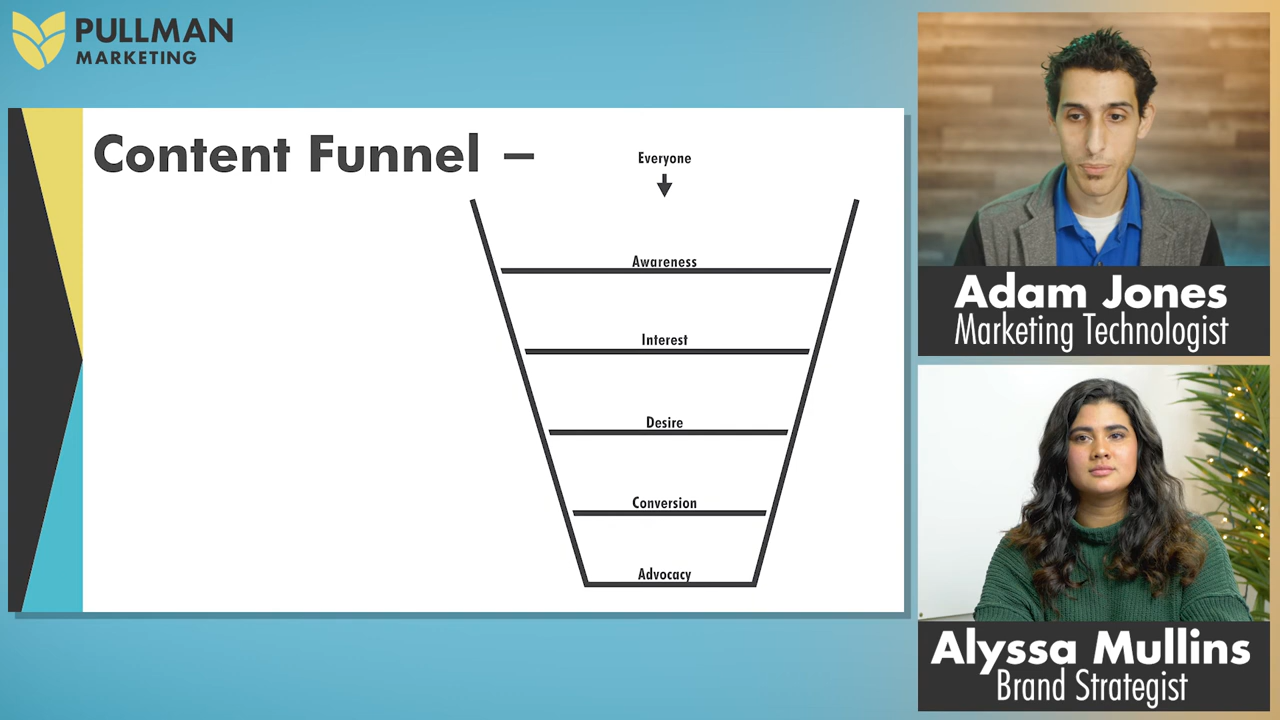 PULLMAN
MARKETING
Content Funnel –
Everyone
Awareness
Interest
Desire
Conversion
Advocacy
Adam Jones
Marketing Technologist
Alyssa Mullins
Brand Strategist